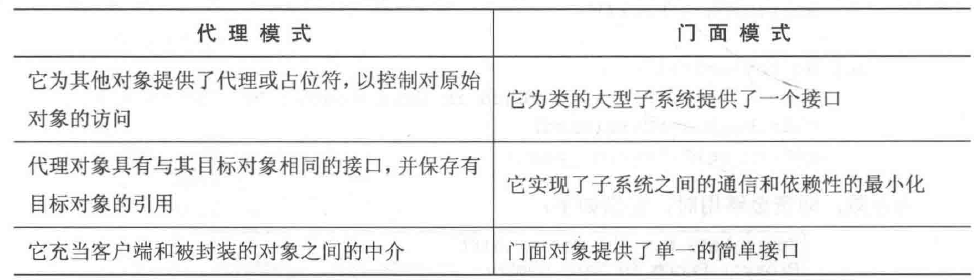 代理模式
门面模式
它为其他对象提供了代理或占位符，以控制对原始
对象的访问
它为类的大型子系统提供了一个接口
代理对象具有与其目标对象相同的接口，并保存有
目标对象的引用
它实现了子系统之间的通信和依赖性的最小化
它充当客户端和被封装的对象之间的中介
门面对象提供了单一的简单接口